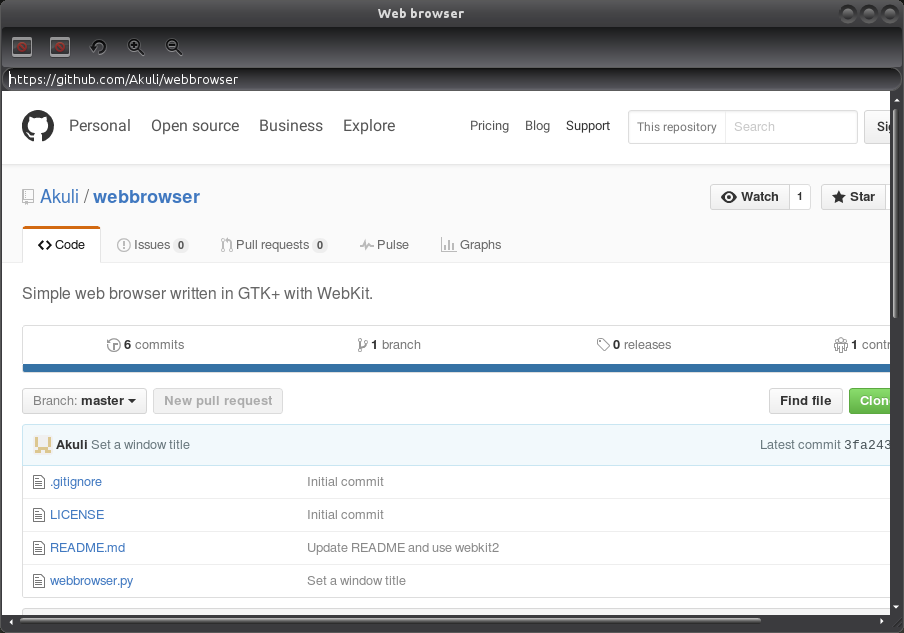 Web browser
https://github.com/Akuli/webbrowser
Personal Open source Business Explore Pricing Blog Support This repository Search
Akuli / webbrowser Watch 1 Star
Code Issues 0 Pull requests 0 Pulse Graphs
Simple web browser written in GTK+ with WebKit.
6 commits 1 branch 0 releases 1
Branch: master New pull request Find file
Akuli Set a window title Latest commit 3fa243
.gitignore Initial commit
LICENSE Initial commit
README.md Update README and use webkit2
webbrowser.py Set a window title